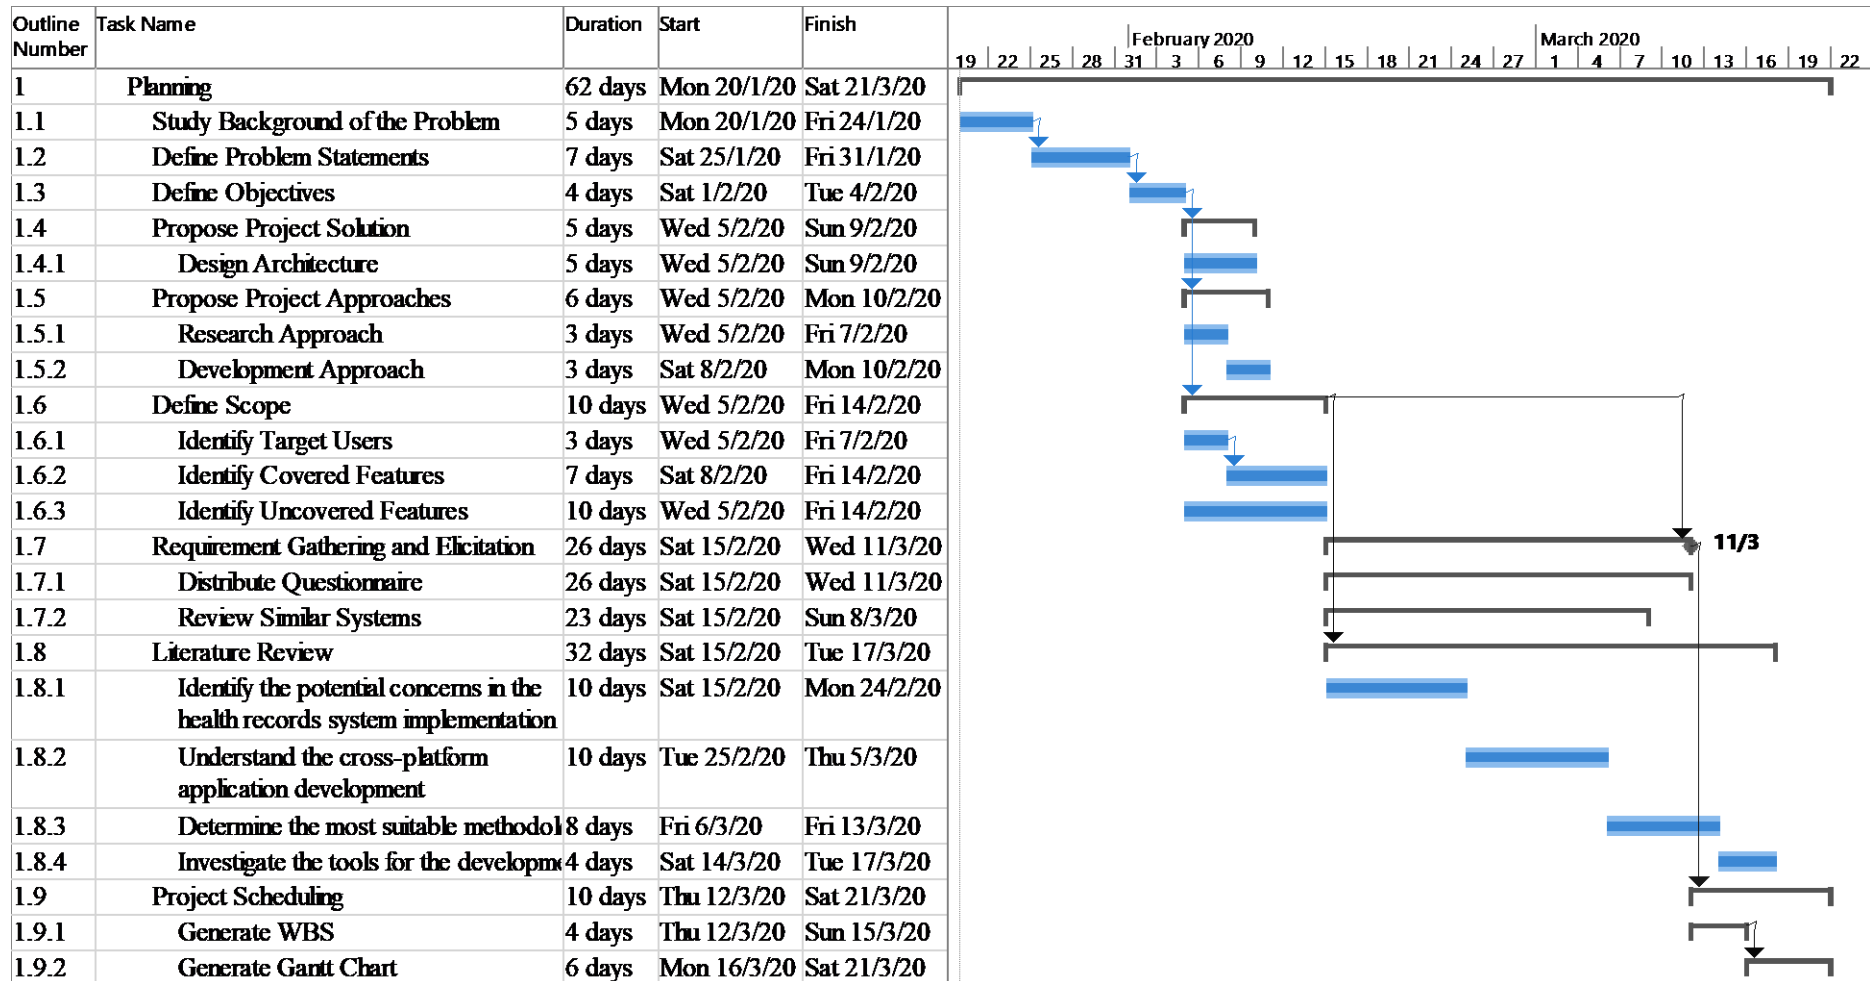 Outline Number Task Name Duration Start Finish
February 2020 March 2020
19 22 25 28 31 3 6 9 12 15 18 21 24 27 1 4 7 10 13 16 19 22
1 Planning 62 days Mon 20/1/20 Sat 21/3/20
1.1 Study Background of the Problem 5 days Mon 20/1/20 Fri 24/1/20
1.2 Define Problem Statements 7 days Sat 25/1/20 Fri 31/1/20
1.3 Define Objectives 4 days Sat 1/2/20 Tue 4/2/20
1.4 Propose Project Solution 5 days Wed 5/2/20 Sun 9/2/20
1.4.1 Design Architecture 5 days Wed 5/2/20 Sun 9/2/20
1.5 Propose Project Approaches 6 days Wed 5/2/20 Mon 10/2/20
1.5.1 Research Approach 3 days Wed 5/2/20 Fri 7/2/20
1.5.2 Development Approach 3 days Sat 8/2/20 Mon 10/2/20
1.6 Define Scope 10 days Wed 5/2/20 Fri 14/2/20
1.6.1 Identify Target Users 3 days Wed 5/2/20 Fri 7/2/20
1.6.2 Identify Covered Features 7 days Sat 8/2/20 Fri 14/2/20
1.6.3 Identify Uncovered Features 10 days Wed 5/2/20 Fri 14/2/20
1.7 Requirement Gathering and Elicitation 26 days Sat 15/2/20 Wed 11/3/20 11/3
1.7.1 Distribute Questionnaire 26 days Sat 15/2/20 Wed 11/3/20
1.7.2 Review Similar Systems 23 days Sat 15/2/20 Sun 8/3/20
1.8 Literature Review 32 days Sat 15/2/20 Tue 17/3/20
1.8.1 Identify the potential concerns in the 10 days Sat 15/2/20 Mon 24/2/20
health records system implementation
1.8.2 Understand the cross-platform 10 days Tue 25/2/20 Thu 5/3/20
application development
1.8.3 Determine the most suitable methodol 8 days Fri 6/3/20 Fri 13/3/20
1.8.4 Investigate the tools for the developme 4 days Sat 14/3/20 Tue 17/3/20
1.9 Project Scheduling 10 days Thu 12/3/20 Sat 21/3/20
1.9.1 Generate WBS 4 days Thu 12/3/20 Sun 15/3/20
1.9.2 Generate Gantt Chart 6 days Mon 16/3/20 Sat 21/3/20